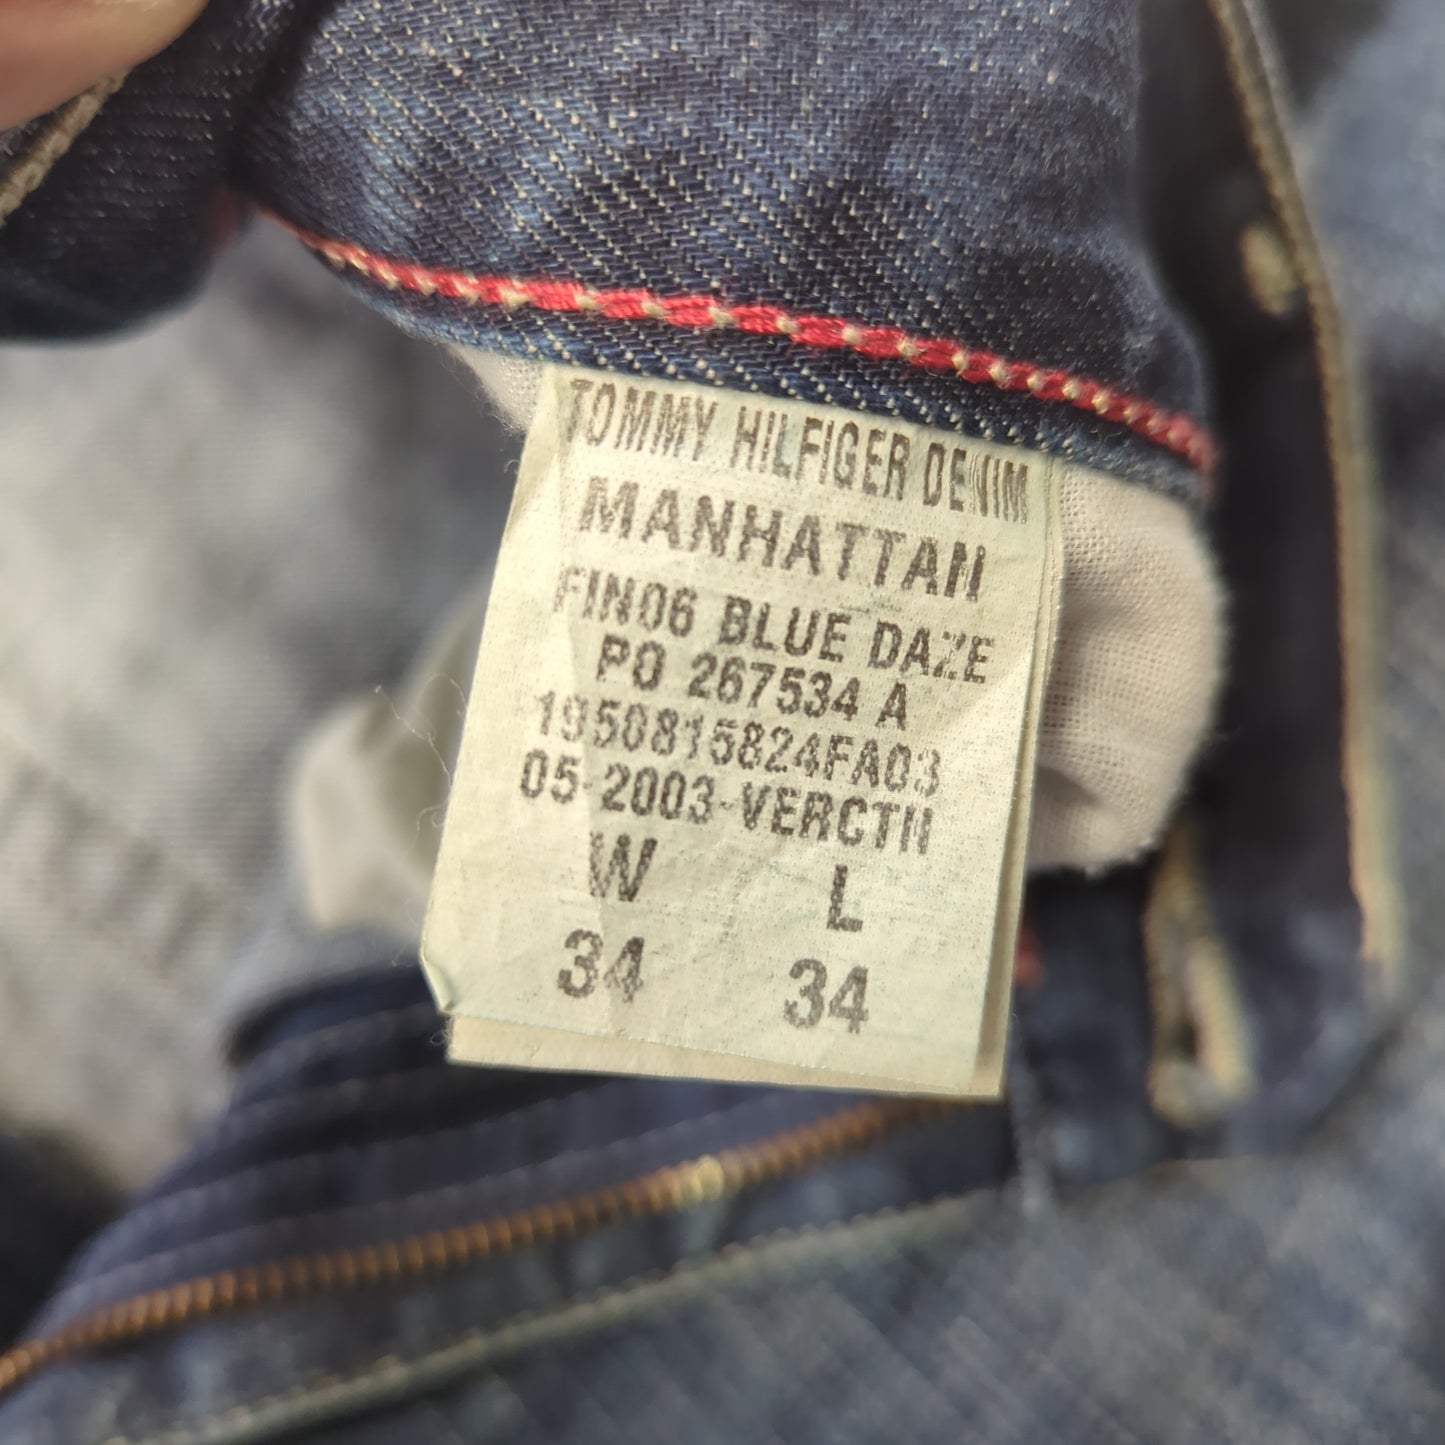 TOMMY HILFIGER DENIM
MANHATTAN
FIN06 BLUE DAZE
PO 267534 A
1950815824FA03
05-2003-VERCTN
W L
34 34